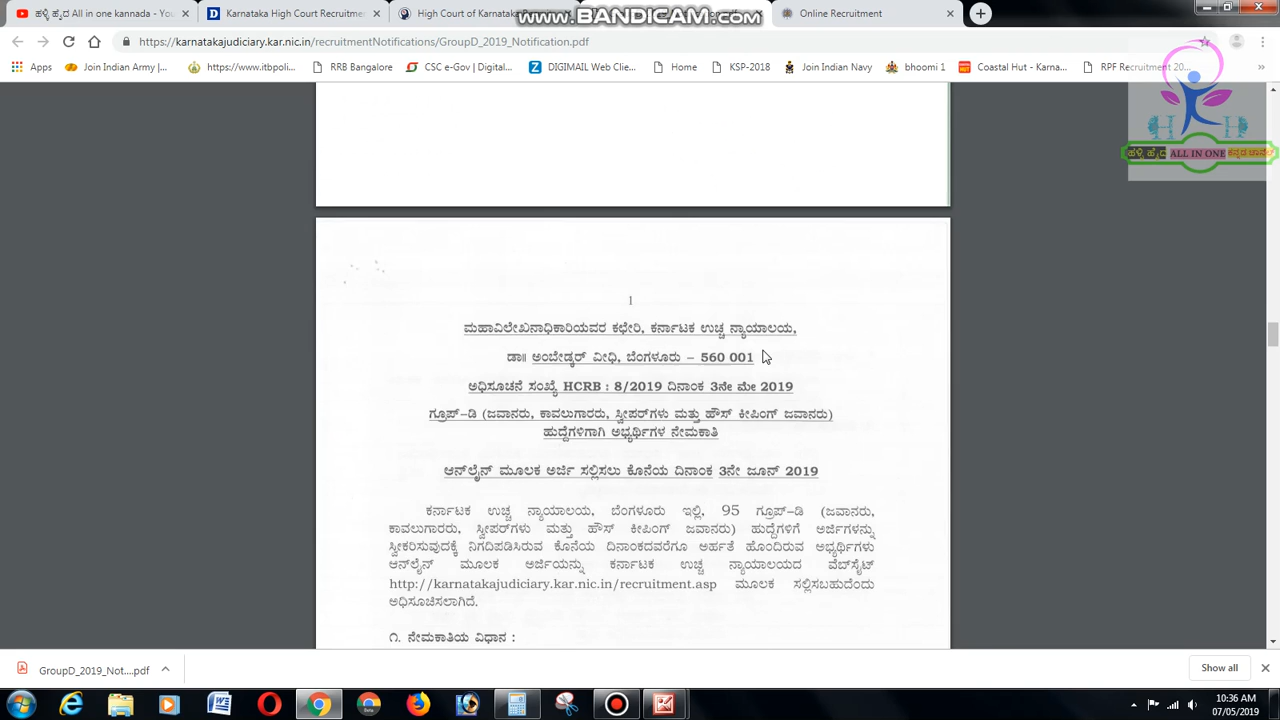 ಹಳ್ಳಿ ಹೈದ All in one kannada - You
Karnataka High Court Recruitmen
High Court of Karnataka
www.BANDICAM.com
Online Recruitment
https://karnatakajudiciary.kar.nic.in/recruitmentNotifications/GroupD_2019_Notification.pdf
Apps
Join Indian Army |...
https://www.itbpoli...
RRB Bangalore
CSC e-Gov | Digital...
DIGIMAIL Web Clie...
Home
KSP-2018
Join Indian Navy
bhoomi 1
Coastal Hut - Karna...
RPF Recruitment 20...
H H
ಹಳ್ಳಿ ಹೈದ ALL IN ONE ಕನ್ನಡ ಚಾನೆಲ್
1
ಮಹಾವಿಲೇಖನಾಧಿಕಾರಿಯವರ ಕಛೇರಿ, ಕರ್ನಾಟಕ ಉಚ್ಚ ನ್ಯಾಯಾಲಯ,
ಡಾ॥ ಅಂಬೇಡ್ಕರ್ ವೀಧಿ, ಬೆಂಗಳೂರು – 560 001
ಅಧಿಸೂಚನೆ ಸಂಖ್ಯೆ HCRB : 8/2019 ದಿನಾಂಕ 3ನೇ ಮೇ 2019
ಗ್ರೂಪ್-ಡಿ (ಜವಾನರು, ಕಾವಲುಗಾರರು, ಸ್ವೀಪರ್‌ಗಳು ಮತ್ತು ಹೌಸ್ ಕೀಪಿಂಗ್ ಜವಾನರು)
ಹುದ್ದೆಗಳಿಗಾಗಿ ಅಭ್ಯರ್ಥಿಗಳ ನೇಮಕಾತಿ
ಆನ್‌ಲೈನ್ ಮೂಲಕ ಅರ್ಜಿ ಸಲ್ಲಿಸಲು ಕೊನೆಯ ದಿನಾಂಕ 3ನೇ ಜೂನ್ 2019
ಕರ್ನಾಟಕ ಉಚ್ಚ ನ್ಯಾಯಾಲಯ, ಬೆಂಗಳೂರು ಇಲ್ಲಿ, 95 ಗ್ರೂಪ್-ಡಿ (ಜವಾನರು,
ಕಾವಲುಗಾರರು, ಸ್ವೀಪರ್‌ಗಳು ಮತ್ತು ಹೌಸ್ ಕೀಪಿಂಗ್ ಜವಾನರು) ಹುದ್ದೆಗಳಿಗೆ ಅರ್ಜಿಗಳನ್ನು
ಸ್ವೀಕರಿಸುವುದಕ್ಕೆ ನಿಗದಿಪಡಿಸಿರುವ ಕೊನೆಯ ದಿನಾಂಕದವರೆಗೂ ಅರ್ಹತೆ ಹೊಂದಿರುವ ಅಭ್ಯರ್ಥಿಗಳು
ಆನ್‌ಲೈನ್ ಮೂಲಕ ಅರ್ಜಿಯನ್ನು ಕರ್ನಾಟಕ ಉಚ್ಚ ನ್ಯಾಯಾಲಯದ ವೆಬ್‌ಸೈಟ್
http://karnatakajudiciary.kar.nic.in/recruitment.asp ಮೂಲಕ ಸಲ್ಲಿಸಬಹುದೆಂದು
ಅಧಿಸೂಚಿಸಲಾಗಿದೆ.
೧. ನೇಮಕಾತಿಯ ವಿಧಾನ :
GroupD_2019_Not....pdf
Show all
10:36 AM
07/05/2019